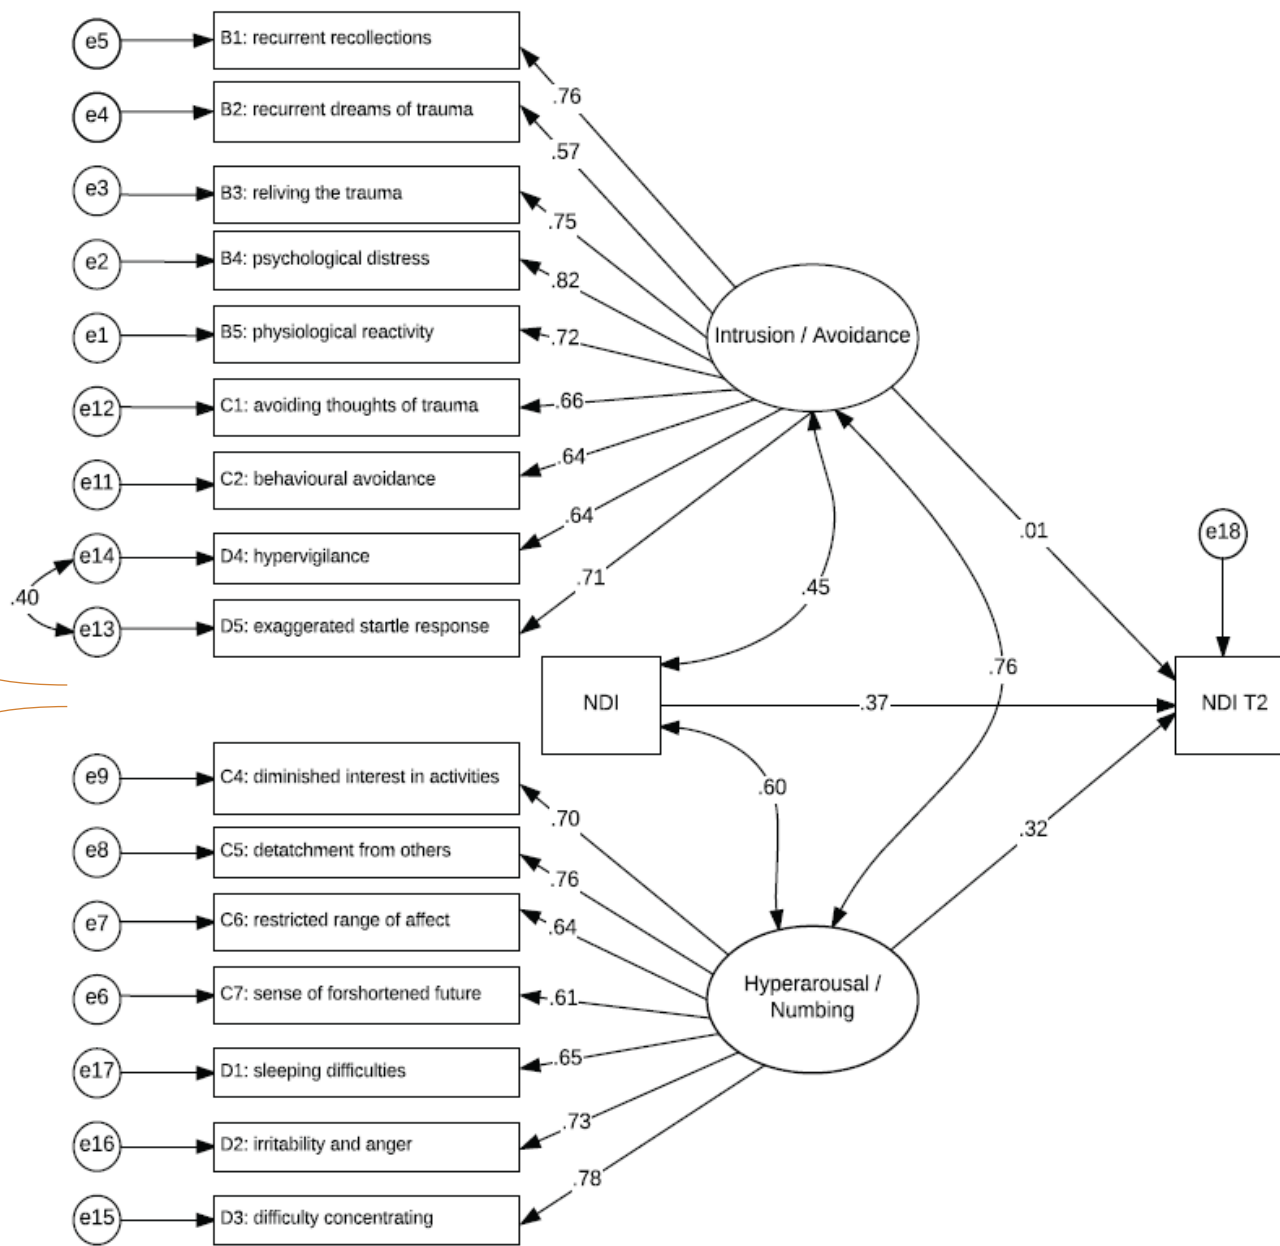 e5
B1: recurrent recollections
.76
e4
B2: recurrent dreams of trauma
.57
e3
B3: reliving the trauma
.75
e2
B4: psychological distress
.82
e1
B5: physiological reactivity
.72
Intrusion / Avoidance
e12
C1: avoiding thoughts of trauma
.66
e11
C2: behavioural avoidance
.64
e14
D4: hypervigilance
.64
.40
e13
D5: exaggerated startle response
.71
.45
.01
e18
.76
NDI
.37
NDI T2
.60
.32
e9
C4: diminished interest in activities
.70
e8
C5: detatchment from others
.76
e7
C6: restricted range of affect
.64
e6
C7: sense of forshortened future
.61
Hyperarousal /
Numbing
e17
D1: sleeping difficulties
.65
e16
D2: irritability and anger
.73
e15
D3: difficulty concentrating
.78